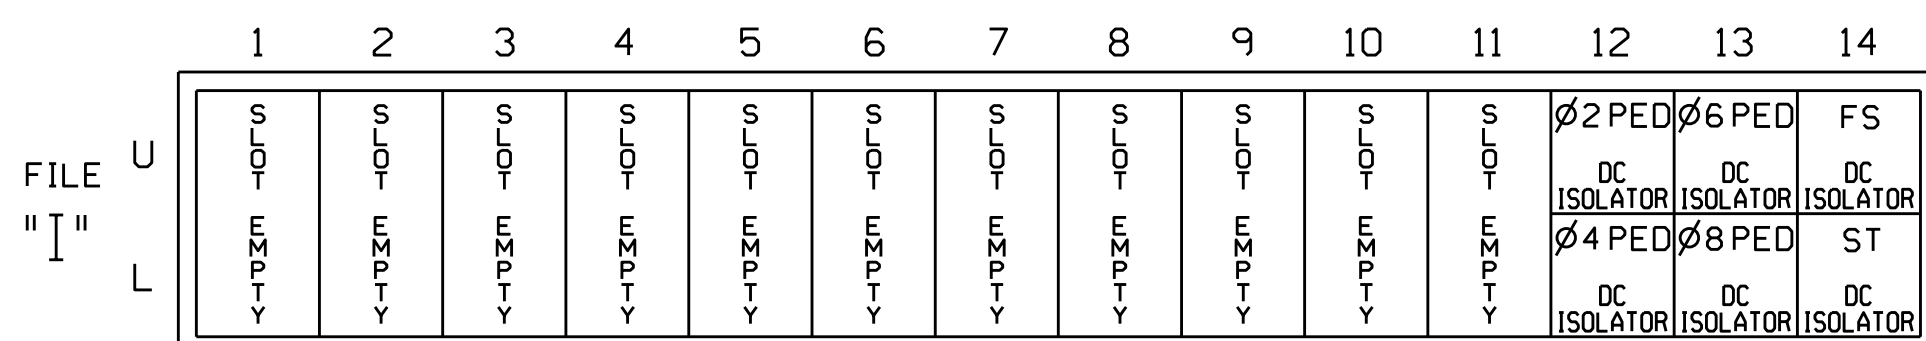 1 2 3 4 5 6 7 8 9 10 11 12 13 14
FILE
"I"
U
L
SLOT EMPTY
SLOT EMPTY
SLOT EMPTY
SLOT EMPTY
SLOT EMPTY
SLOT EMPTY
SLOT EMPTY
SLOT EMPTY
SLOT EMPTY
SLOT EMPTY
SLOT EMPTY
Ø2 PED
DC
ISOLATOR
Ø6 PED
DC
ISOLATOR
FS
DC
ISOLATOR
Ø4 PED
DC
ISOLATOR
Ø8 PED
DC
ISOLATOR
ST
DC
ISOLATOR